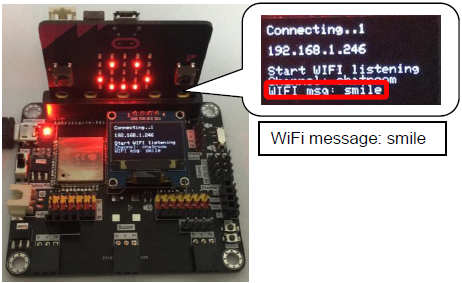 Connecting..1
192.168.1.246
Start WIFI listening
Channel: chatroom
WIFI msg: smile
Connecting..1
192.168.1.246
Start WIFI listening
Channel: chatroom
WIFI msg: smile
WiFi message: smile